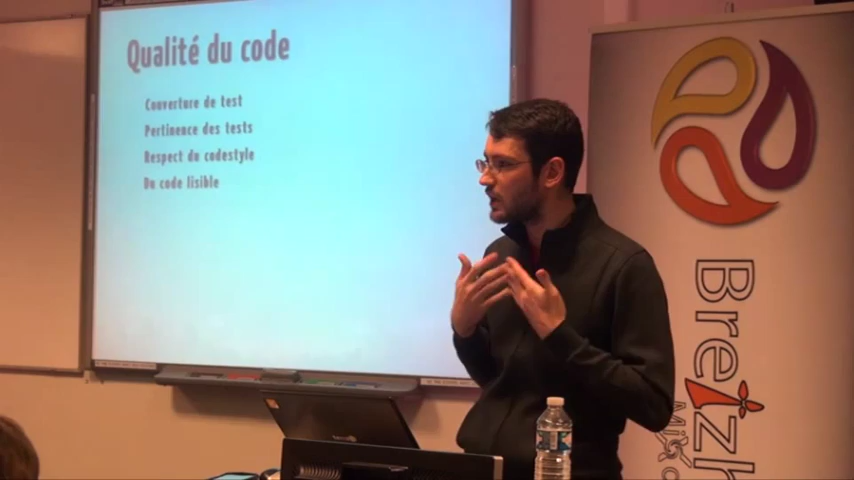 Qualité du code
Couverture de test
Pertinence des tests
Respect du codestyle
Du code lisible
Breizh